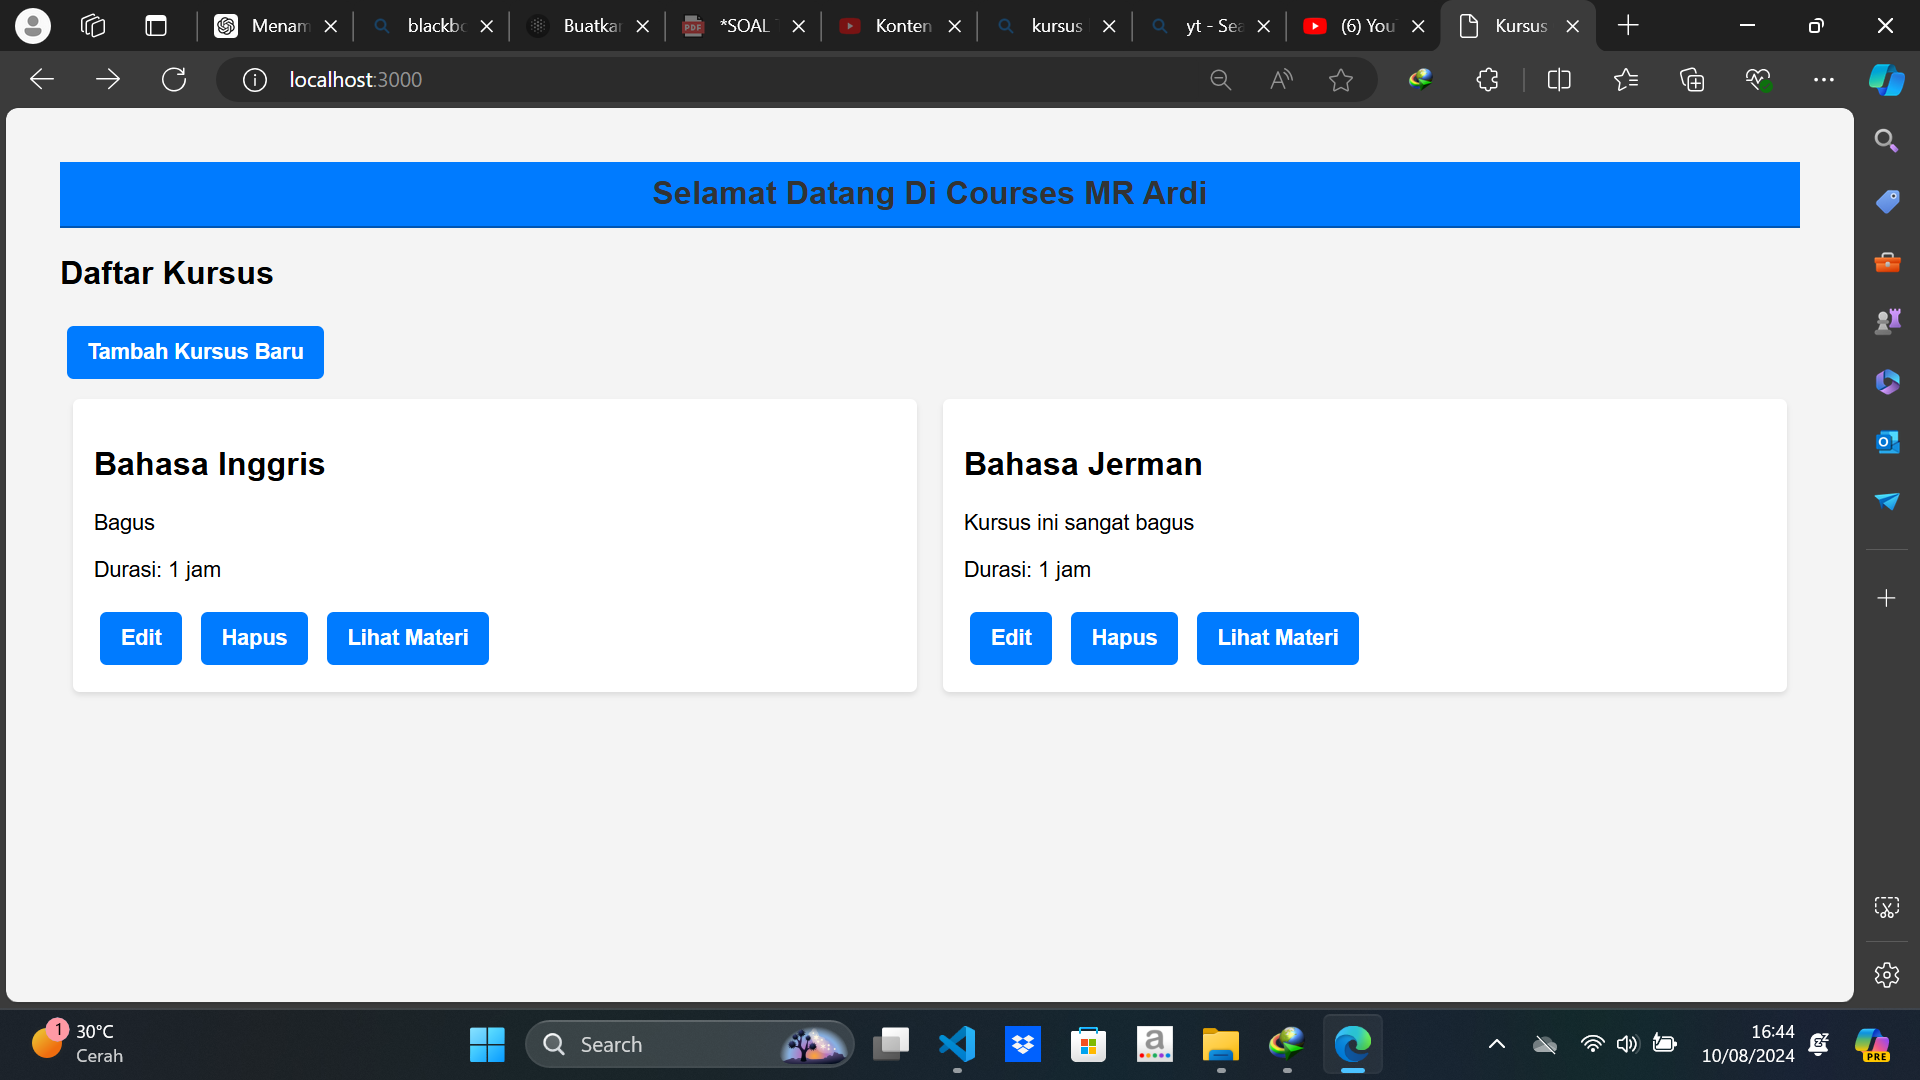 Menam
blackbo
Buatkan
*SOAL T
Konten
kursus
yt - Sea
(6) You
Kursus
localhost:3000
Selamat Datang Di Courses MR Ardi
Daftar Kursus
Tambah Kursus Baru
Bahasa Inggris
Bagus
Durasi: 1 jam
Edit Hapus Lihat Materi
Bahasa Jerman
Kursus ini sangat bagus
Durasi: 1 jam
Edit Hapus Lihat Materi
1
30°C
Cerah
Search
16:44
10/08/2024
PRE